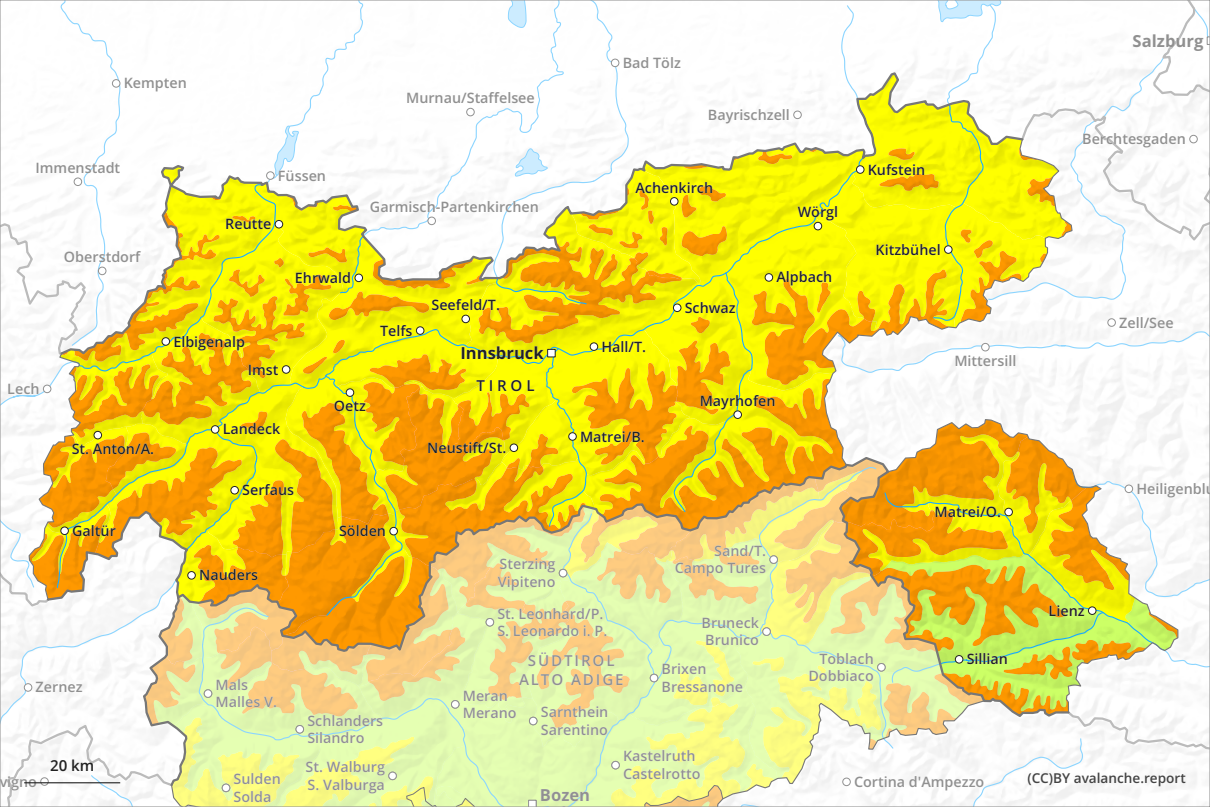 Salzburg
Bad Tölz
Kempten
Murnau/Staffelsee
Bayrischzell
Berchtesgaden
Immenstadt
Füssen
Kufstein
Achenkirch
Garmisch-Partenkirchen
Wörgl
Reutte
Kitzbühel
Oberstdorf
Ehrwald
Alpbach
Seefeld/T.
Schwaz
Zell/See
Telfs
Elbigenalp
Innsbruck
Hall/T.
Mittersill
Imst
TIROL
Lech
Oetz
Mayrhofen
Landeck
Matrei/B.
St. Anton/A.
Neustift/St.
Serfaus
Heiligenblu
Matrei/O.
Galtür
Sölden
Sand/T.
Campo Tures
Sterzing
Vipiteno
Nauders
Lienz
St. Leonhard/P.
S. Leonardo i. P.
Bruneck
Brunico
Sillian
SÜDTIROL
ALTO ADIGE
Toblach
Dobbiaco
Brixen
Bressanone
Zernez
Mals
Malles V.
Meran
Merano
Sarnthein
Sarentino
Schlanders
Silandro
Kastelruth
Castelrotto
20 km
St. Walburg
S. Valburga
vigno
Sulden
Solda
Cortina d'Ampezzo
(CC)BY avalanche.report
Bozen